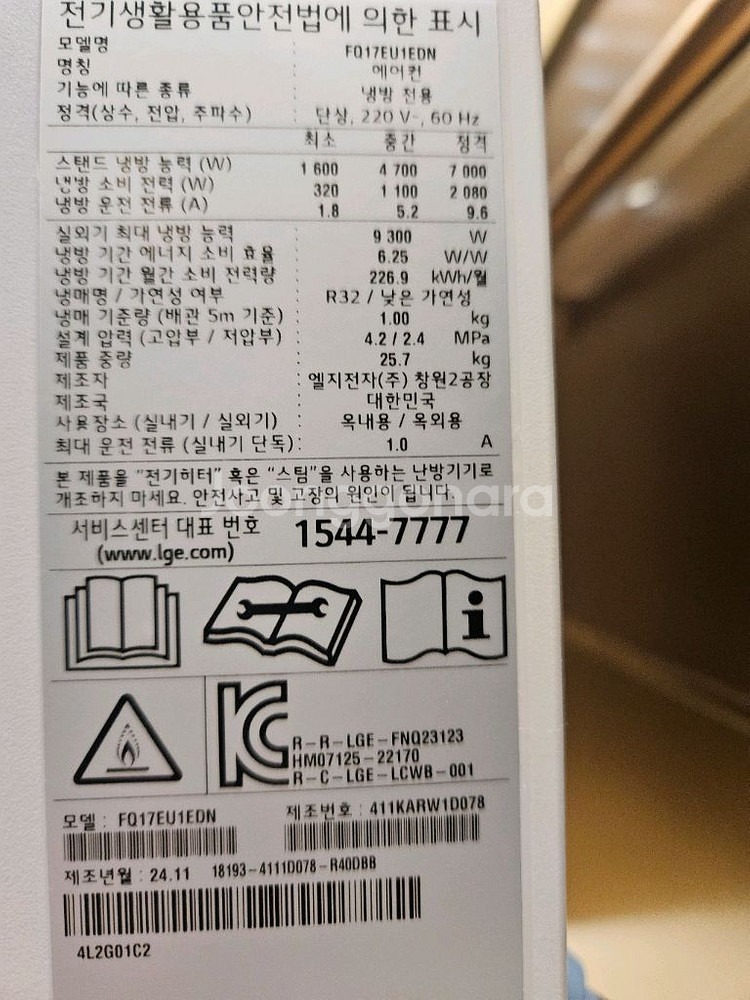 전기생활용품안전법에 의한 표시
모델명 : FQ17EU1EDN
명칭 : 에어컨
기능에 따른 종류 : 냉방 전용
정격(상수, 전압, 주파수) : 단상, 220 V~, 60 Hz
최소 중간 정격
스탠드 냉방 능력 (W) : 1 600 4 700 7 000
냉방 소비 전력 (W) : 320 1 100 2 080
냉방 운전 전류 (A) : 1.8 5.2 9.6
실외기 최대 냉방 능력 : 9 300 W
냉방 기간 에너지 소비 효율 : 6.25 W/W
냉방 기간 월간 소비 전력량 : 226.9 kWh/월
냉매명 / 가연성 여부 : R32 / 낮은 가연성
냉매 기준량 (배관 5m 기준) : 1.00 kg
설계 압력 (고압부 / 저압부) : 4.2 / 2.4 MPa
제품 중량 : 25.7 kg
제조자 : 엘지전자(주) 창원2공장
제조국 : 대한민국
사용장소 (실내기 / 실외기) : 옥내용 / 옥외용
최대 운전 전류 (실내기 단독) : 1.0 A
본 제품을 "전기히터" 혹은 "스팀"을 사용하는 난방기기로
개조하지 마세요. 안전사고 및 고장의 원인이 됩니다.
joonggonara
서비스센터 대표 번호 1544-7777
(www.lge.com)
R-R-LGE-FNQ23123
HM07125-22170
R-C-LGE-LCWB-001
모델 : FQ17EU1EDN 제조번호 : 411KARW1D078
제조년월 : 24.11 18193-4111D078-R40DBB
4L2G01C2